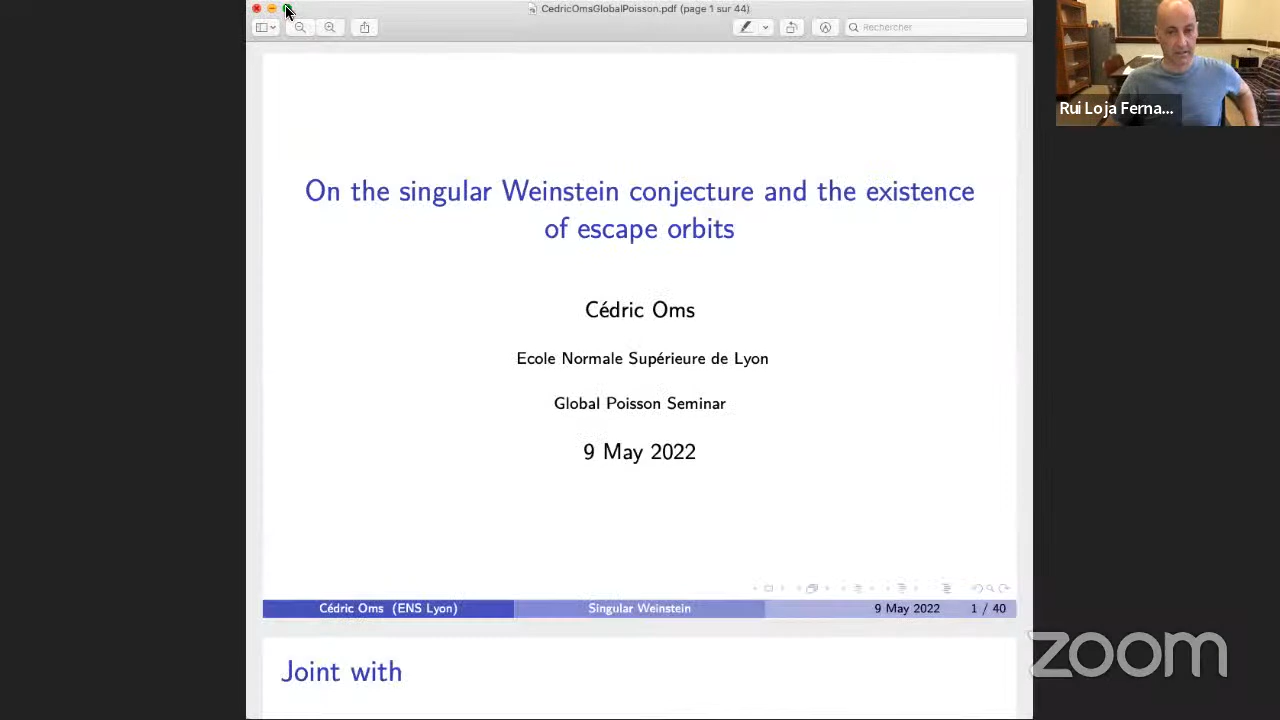 CedricOmsGlobalPoisson.pdf (page 1 sur 44)
Rechercher
Rui Loja Ferna...
On the singular Weinstein conjecture and the existence
of escape orbits
Cédric Oms
Ecole Normale Supérieure de Lyon
Global Poisson Seminar
9 May 2022
Cédric Oms (ENS Lyon)
Singular Weinstein
9 May 2022
1 / 40
Joint with
zoom